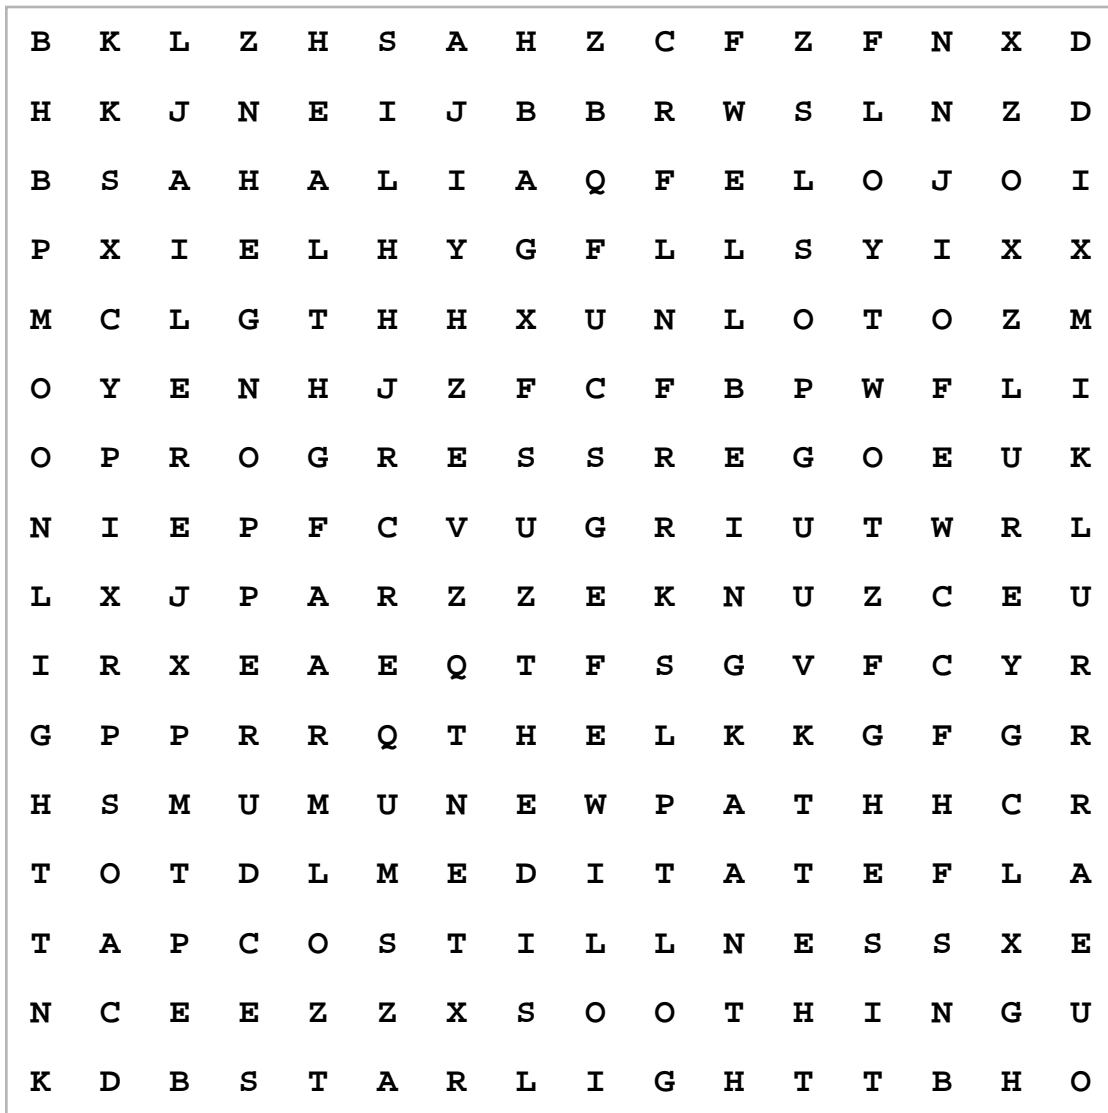 B K L Z H S A H Z C F Z F N X D
H K J N E I J B B R W S L N Z D
B S A H A L I A Q F E L O J O I
P X I E L H Y G F L L S Y I X X
M C L G T H H X U N L O T O Z M
O Y E N H J Z F C F B P W F L I
O P R O G R E S S R E G O E U K
N I E P F C V U G R I U T W R L
L X J P A R Z Z E K N U Z C E U
I R X E A E Q T F S G V F C Y R
G P P R R Q T H E L K K G F G R
H S M U M U N E W P A T H H C R
T O T D L M E D I T A T E F L A
T A P C O S T I L L N E S S X E
N C E E Z Z X S O O T H I N G U
K D B S T A R L I G H T T B H O